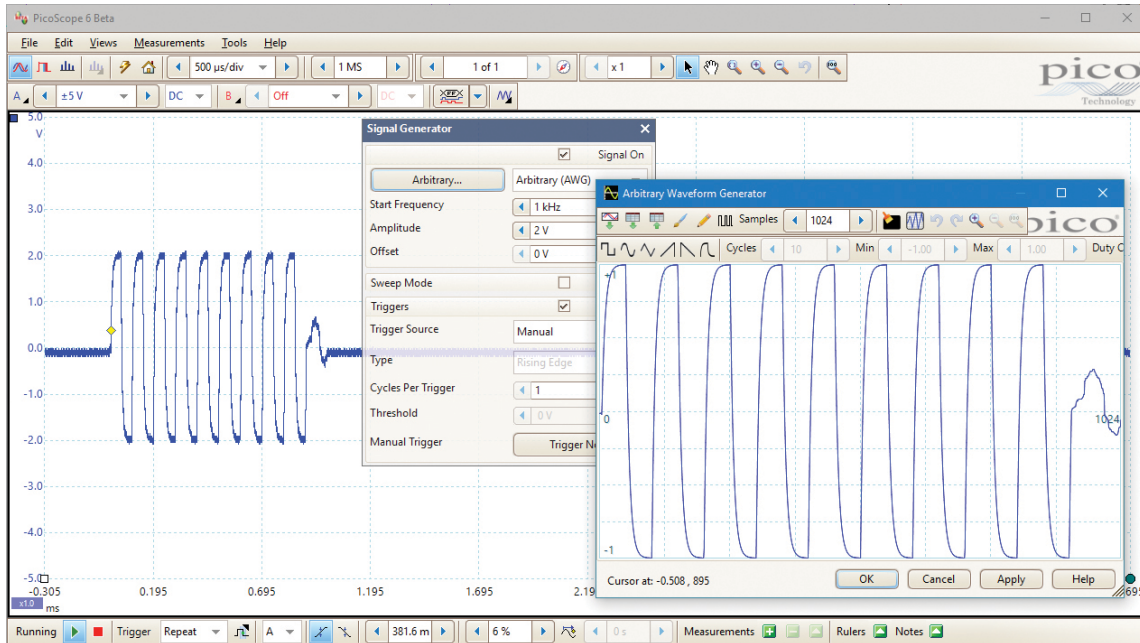 PicoScope 6 Beta
File Edit Views Measurements Tools Help
500 µs/div 1 MS 1 of 1 x 1
pico
Technology
A ±5 V DC B Off DC
5.0
V
4.0
3.0
2.0
1.0
0.0
-1.0
-2.0
-3.0
-4.0
-5.0
-0.305 0.195 0.695 1.195 1.695 2.19 695
x1.0 ms
Signal Generator
Signal On
Arbitrary... Arbitrary (AWG)
Start Frequency 1 kHz
Amplitude 2 V
Offset 0 V
Sweep Mode
Triggers
Trigger Source Manual
Type Rising Edge
Cycles Per Trigger 1
Threshold 0 V
Manual Trigger Trigger N
Arbitrary Waveform Generator
Samples 1024
pico
Cycles 10 Min -1.00 Max 1.00 Duty C
+1
0 1024
-1
Cursor at: -0.508 , 895 OK Cancel Apply Help
Running Trigger Repeat A 381.6 m 6 % 0 s Measurements Rulers Notes